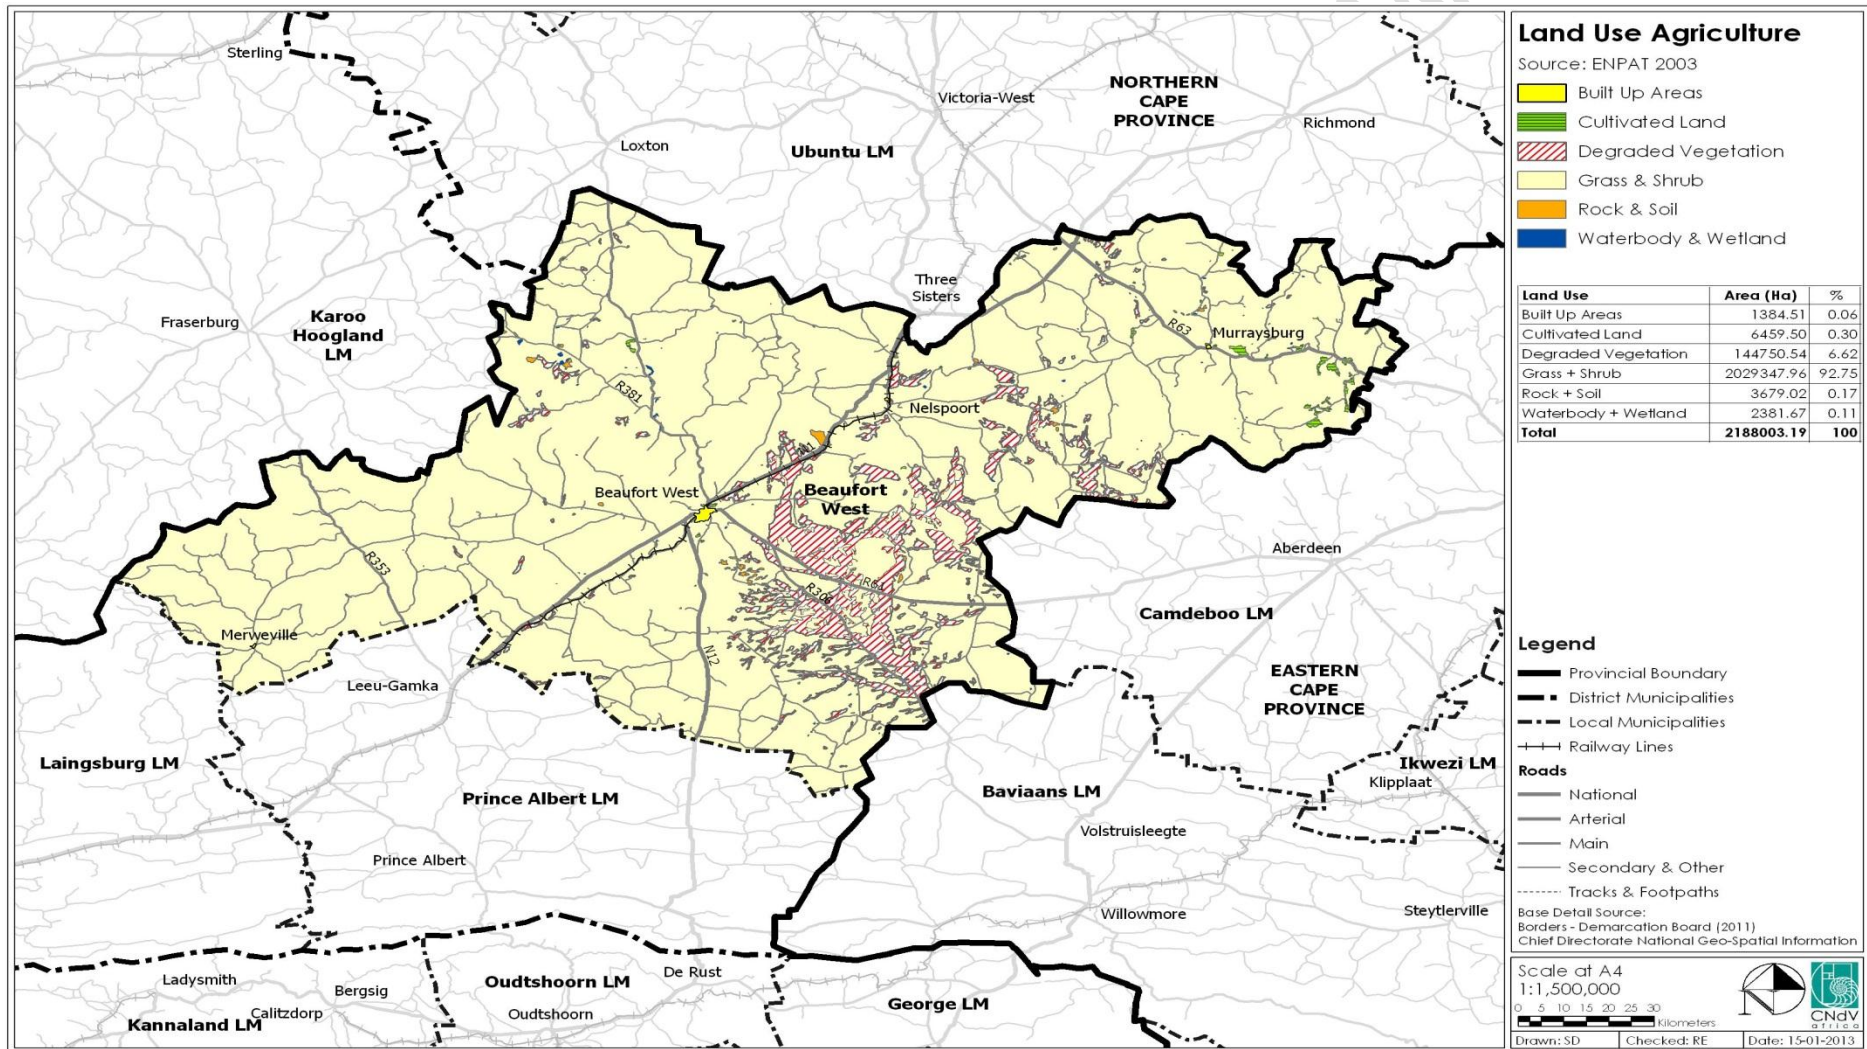 Land Use Agriculture
Source: ENPAT 2003
Built Up Areas
Cultivated Land
Degraded Vegetation
Grass & Shrub
Rock & Soil
Waterbody & Wetland
Land Use Area (Ha) %
Built Up Areas 1384.51 0.06
Cultivated Land 6459.50 0.30
Degraded Vegetation 144750.54 6.62
Grass + Shrub 2029347.96 92.75
Rock + Soil 3679.02 0.17
Waterbody + Wetland 2381.67 0.11
Total 2188003.19 100
Legend
Provincial Boundary
District Municipalities
Local Municipalities
Railway Lines
Roads
National
Arterial
Main
Secondary & Other
Tracks & Footpaths
Base Detail Source:
Borders - Demarcation Board (2011)
Chief Directorate National Geo-Spatial Information
Scale at A4
1:1,500,000
0 5 10 15 20 25 30
Kilometers
N
CNdV
africa
Drawn: SD Checked: RE Date: 15-01-2013
Sterling
Victoria-West
NORTHERN
CAPE
PROVINCE
Richmond
Loxton
Ubuntu LM
Three
Sisters
Fraserburg
Karoo
Hoogland
LM
R63
Murraysburg
R381
Nelspoort
N1
Beaufort West
Beaufort
West
R353
R61
R306
Aberdeen
Camdeboo LM
Merweville
N12
Leeu-Gamka
EASTERN
CAPE
PROVINCE
Laingsburg LM
Prince Albert LM
Baviaans LM
Ikwezi LM
Klipplaat
Volstruisleegte
Prince Albert
Willowmore
Steytlerville
Ladysmith
Bergsig
Calitzdorp
Kannaland LM
Oudtshoorn LM
Oudtshoorn
De Rust
George LM